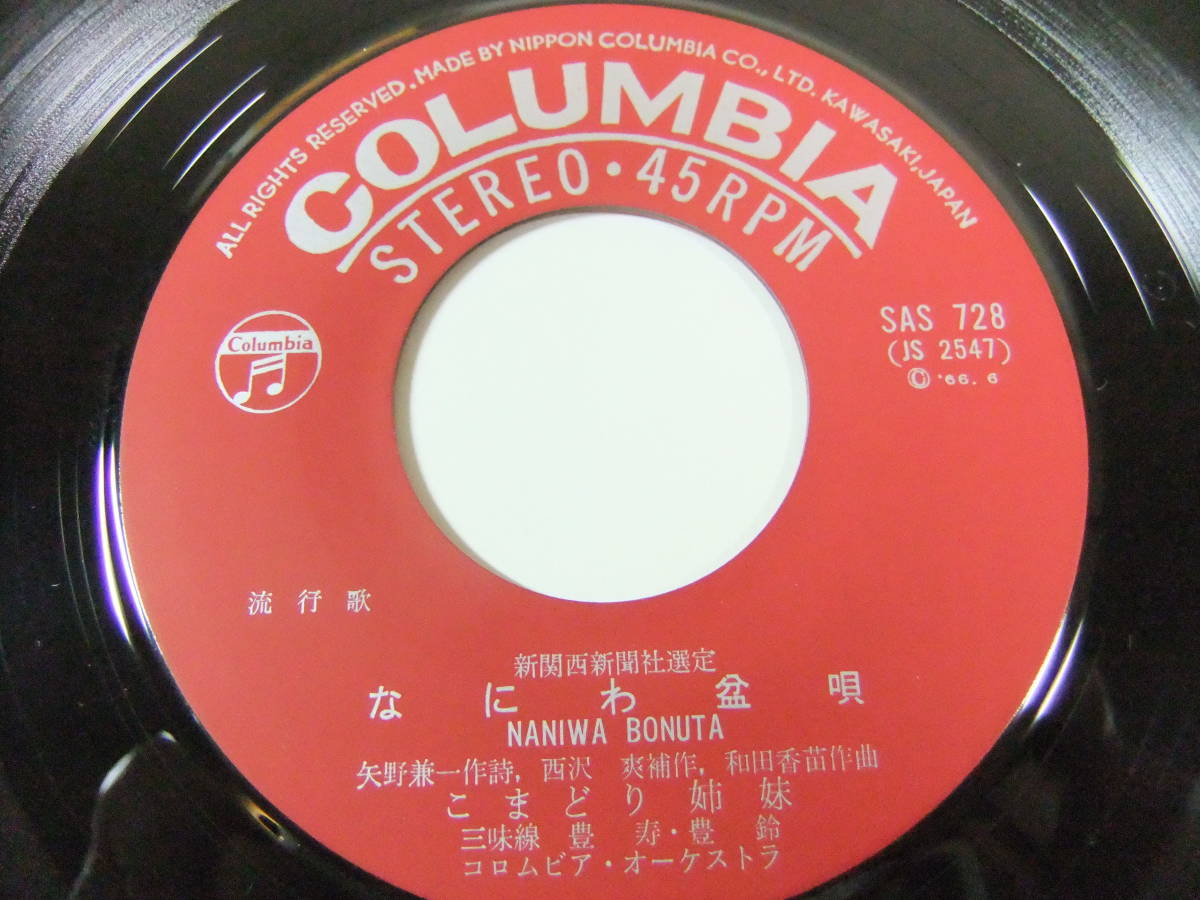 ALL RIGHTS RESERVED. MADE BY NIPPON COLUMBIA CO., LTD. KAWASAKI, JAPAN
COLUMBIA
STEREO・45RPM
Columbia
SAS 728
(JS 2547)
© '66. 6
流行歌
新関西新聞社選定
なにわ盆唄
NANIWA BONUTA
矢野兼一作詩, 西沢 爽補作, 和田香苗作曲
こまどり姉妹
三味線 豊 寿・豊 鈴
コロムビア・オーケストラ